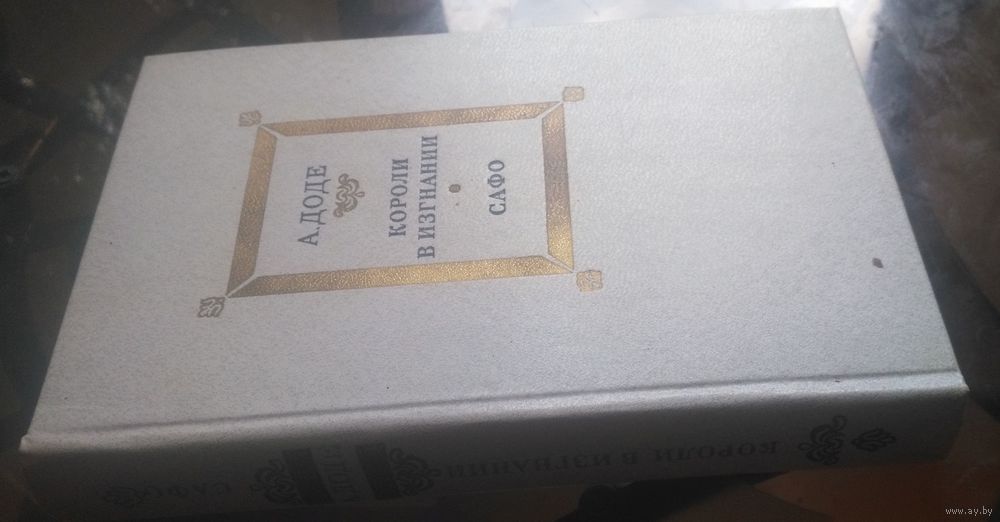 А. ДОДЕ
КОРОЛИ
В ИЗГНАНИИ
САФО
КОРОЛИ В ИЗГНАНИИ
САФО
www.ay.by